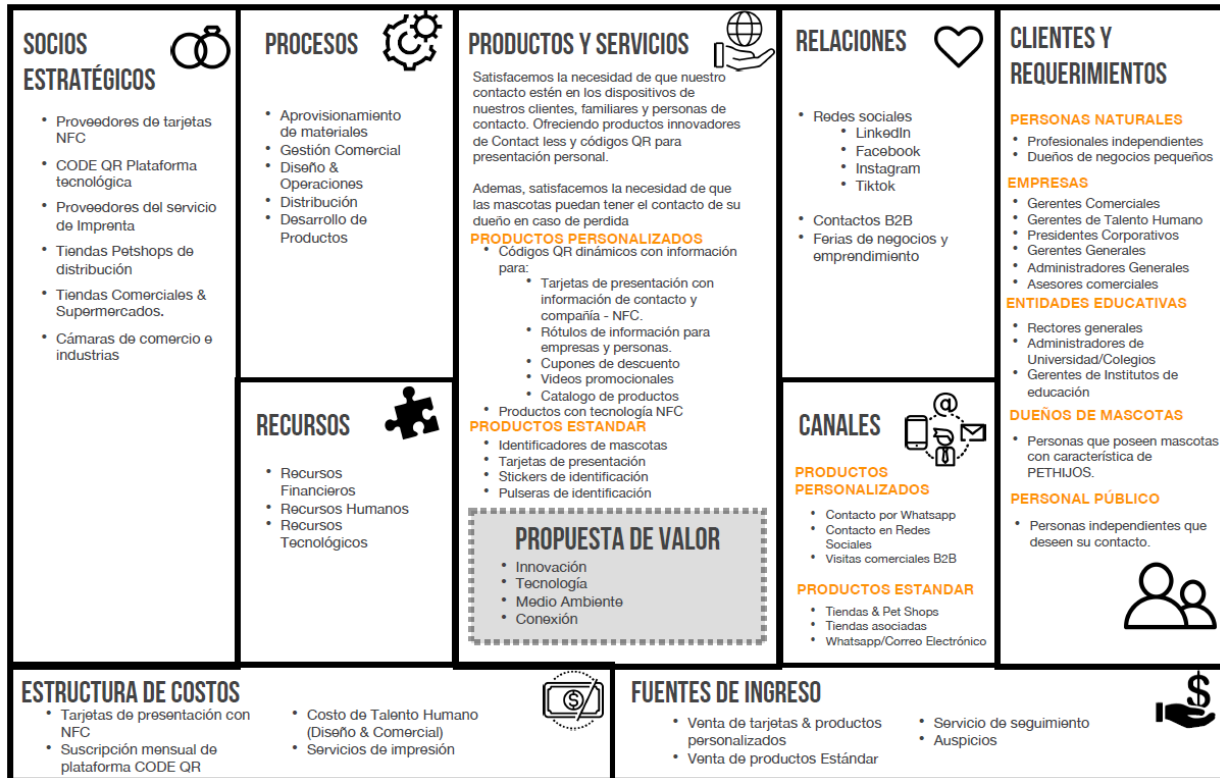 SOCIOS
ESTRATÉGICOS
• Proveedores de tarjetas
NFC
• CODE QR Plataforma
tecnológica
• Proveedores del servicio
de Imprenta
• Tiendas Petshops de
distribución
• Tiendas Comerciales &
Supermercados.
• Cámaras de comercio e
industrias
PROCESOS
• Aprovisionamiento
de materiales
• Gestión Comercial
• Diseño &
Operaciones
• Distribución
• Desarrollo de
Productos
RECURSOS
• Recursos
Financieros
• Recursos Humanos
• Recursos
Tecnológicos
PRODUCTOS Y SERVICIOS
Satisfacemos la necesidad de que nuestro
contacto estén en los dispositivos de
nuestros clientes, familiares y personas de
contacto. Ofreciendo productos innovadores
de Contact less y códigos QR para
presentación personal.
Ademas, satisfacemos la necesidad de que
las mascotas puedan tener el contacto de su
dueño en caso de perdida
PRODUCTOS PERSONALIZADOS
• Códigos QR dinámicos con información
para:
• Tarjetas de presentación con
información de contacto y
compañía - NFC.
• Rótulos de información para
empresas y personas.
• Cupones de descuento
• Videos promocionales
• Catalogo de productos
• Productos con tecnología NFC
PRODUCTOS ESTANDAR
• Identificadores de mascotas
• Tarjetas de presentación
• Stickers de identificación
• Pulseras de identificación
PROPUESTA DE VALOR
• Innovación
• Tecnología
• Medio Ambiente
• Conexión
RELACIONES
• Redes sociales
• LinkedIn
• Facebook
• Instagram
• Tiktok
• Contactos B2B
• Ferias de negocios y
emprendimiento
CANALES
@
PRODUCTOS
PERSONALIZADOS
• Contacto por Whatsapp
• Contacto en Redes
Sociales
• Visitas comerciales B2B
PRODUCTOS ESTANDAR
• Tiendas & Pet Shops
• Tiendas asociadas
• Whatsapp/Correo Electrónico
CLIENTES Y
REQUERIMIENTOS
PERSONAS NATURALES
• Profesionales independientes
• Dueños de negocios pequeños
EMPRESAS
• Gerentes Comerciales
• Gerentes de Talento Humano
• Presidentes Corporativos
• Gerentes Generales
• Administradores Generales
• Asesores comerciales
ENTIDADES EDUCATIVAS
• Rectores generales
• Administradores de
Universidad/Colegios
• Gerentes de Institutos de
educación
DUEÑOS DE MASCOTAS
• Personas que poseen mascotas
con característica de
PETHIJOS.
PERSONAL PÚBLICO
• Personas independientes que
deseen su contacto.
ESTRUCTURA DE COSTOS
$
• Tarjetas de presentación con
NFC
• Suscripción mensual de
plataforma CODE QR
• Costo de Talento Humano
(Diseño & Comercial)
• Servicios de impresión
FUENTES DE INGRESO
$
• Venta de tarjetas & productos
personalizados
• Venta de productos Estándar
• Servicio de seguimiento
• Auspicios